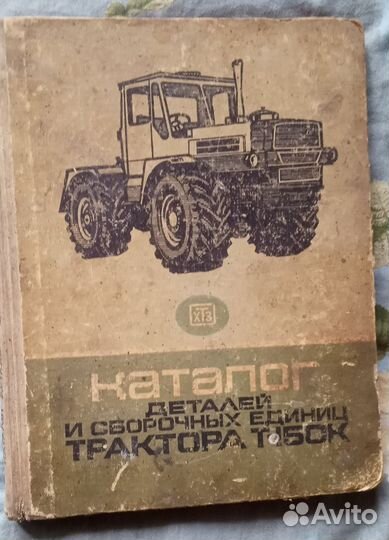 ХТЗ
каталог
ДЕТАЛЕЙ
И СБОРОЧНЫХ ЕДИНИЦ
ТРАКТОРА Т-150К
Avito